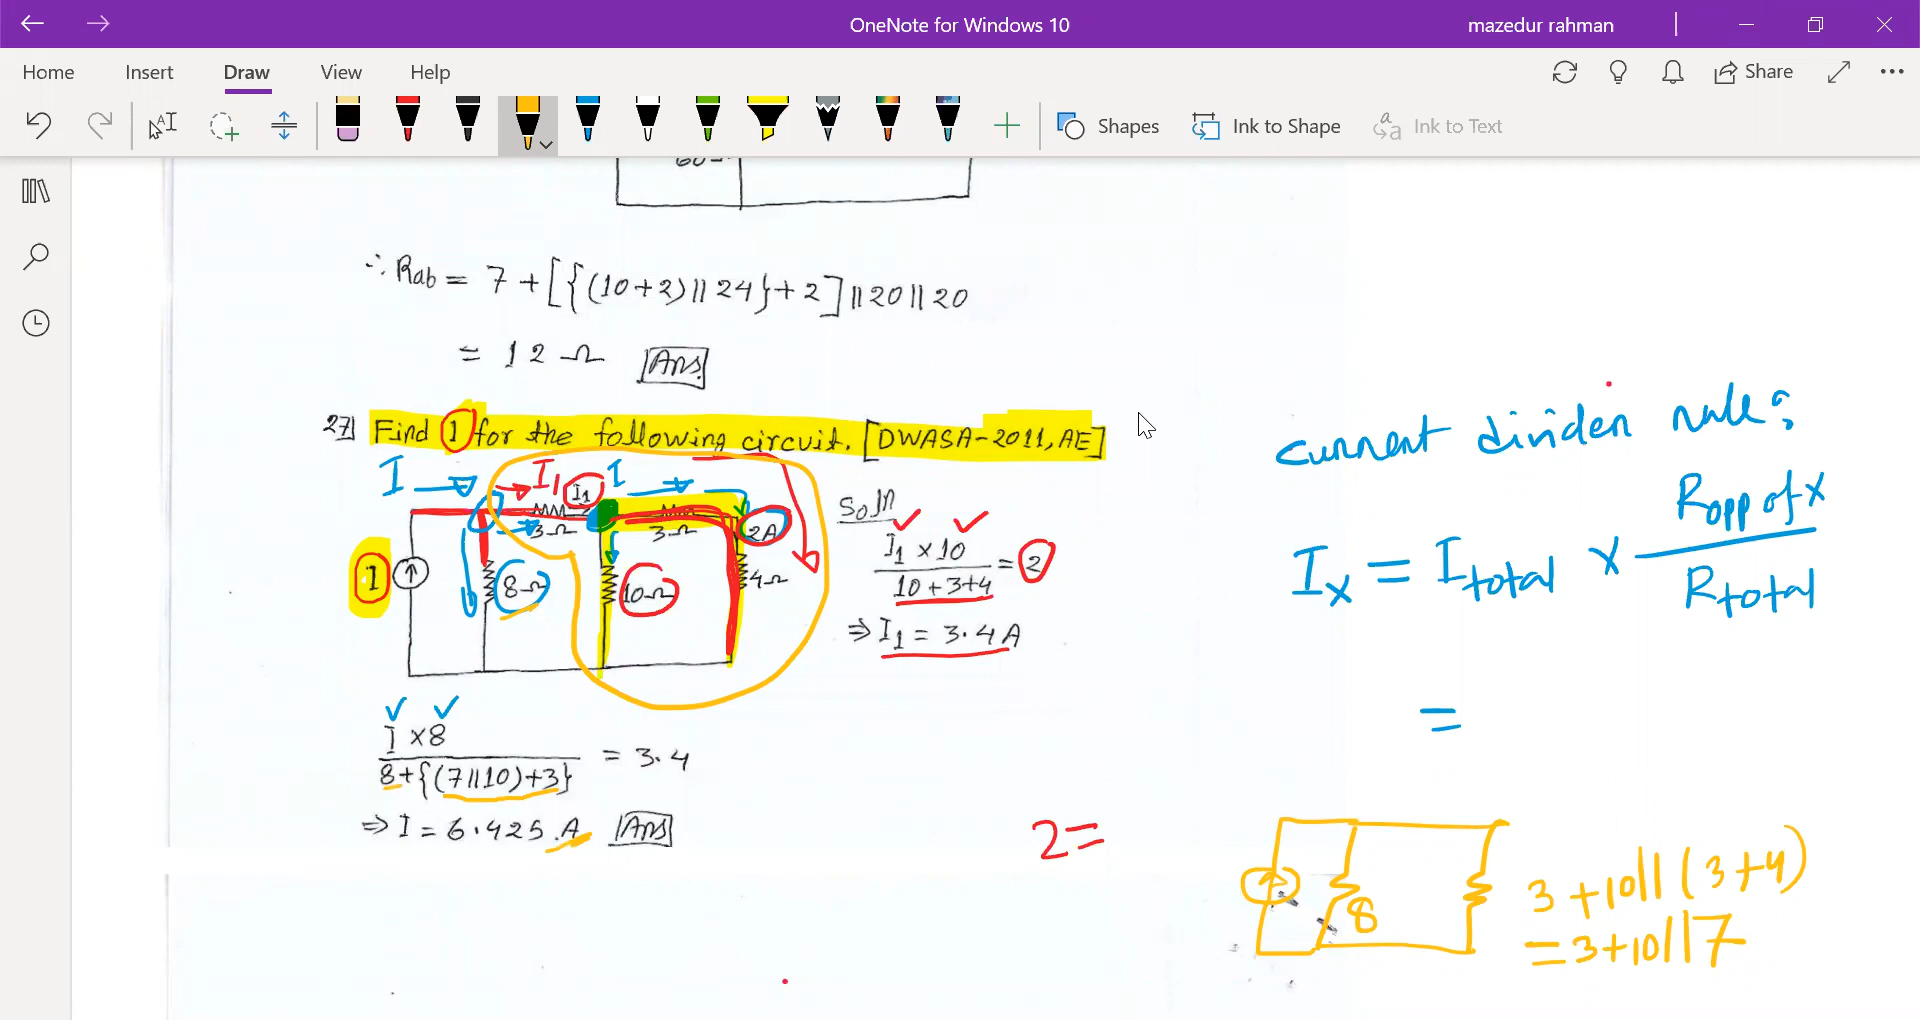 OneNote for Windows 10
mazedur rahman
Home Insert Draw View Help
Share
Shapes Ink to Shape Ink to Text
60Ω
∴ Rab = 7 + [{(10+2)||24}+2]||20||20
= 12 Ω Ans.
27] Find I for the following circuit. [DWASA-2011, AE]
I I₁ I₁ I
3Ω 3Ω 2A
I 8Ω 10Ω 4Ω
Soln
I₁ × 10
10+3+4
= 2
⇒ I₁ = 3.4 A
I × 8
8+{(7||10)+3}
= 3.4
⇒ I = 6.425 A Ans
current divider rule:
Ix = Itotal × Ropp of x
Rtotal
=
2 =
8
3+10||(3+4)
=3+10||7